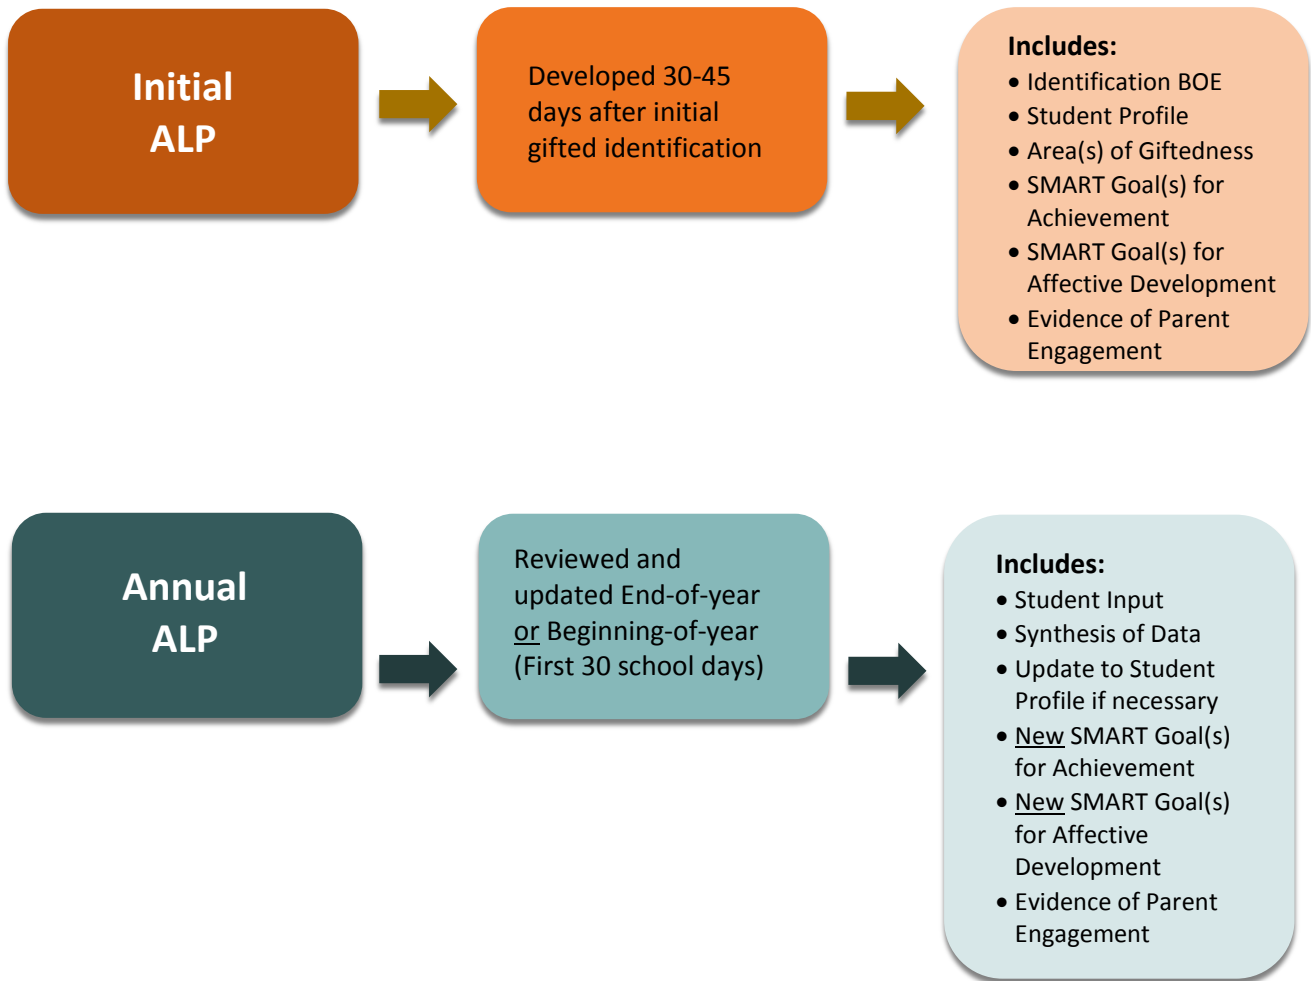 Initial
ALP
Developed 30-45
days after initial
gifted identification
Includes:
• Identification BOE
• Student Profile
• Area(s) of Giftedness
• SMART Goal(s) for
Achievement
• SMART Goal(s) for
Affective Development
• Evidence of Parent
Engagement
Annual
ALP
Reviewed and
updated End-of-year
or Beginning-of-year
(First 30 school days)
Includes:
• Student Input
• Synthesis of Data
• Update to Student
Profile if necessary
• New SMART Goal(s)
for Achievement
• New SMART Goal(s)
for Affective
Development
• Evidence of Parent
Engagement